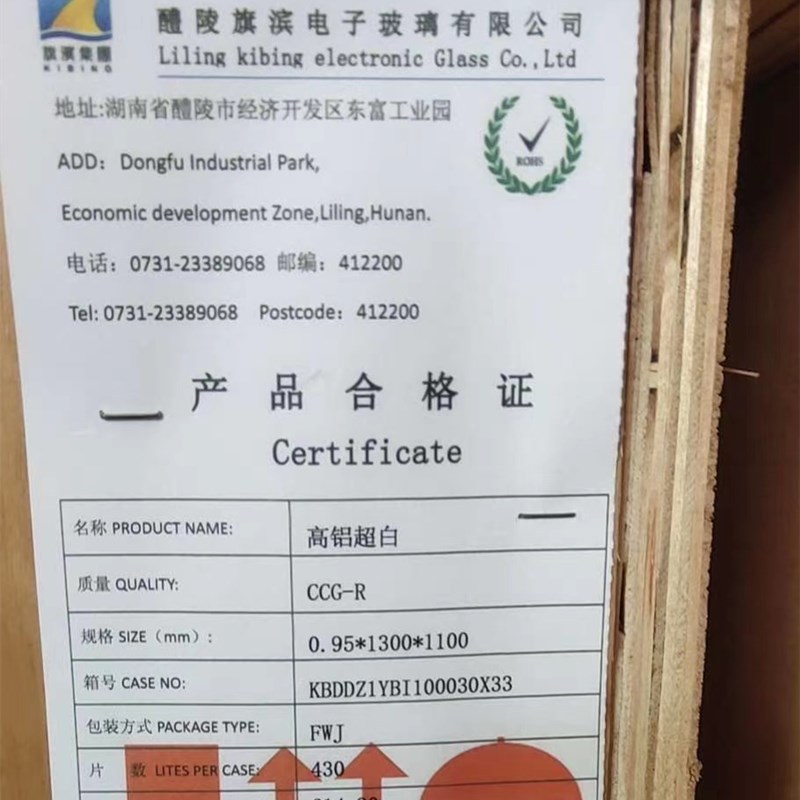 旗滨集團
KIBING
醴陵旗滨电子玻璃有限公司
Liling kibing electronic Glass Co.,Ltd
地址:湖南省醴陵市经济开发区东富工业园
ADD：Dongfu Industrial Park,
Economic development Zone,Liling,Hunan.
ROHS
电话：0731-23389068 邮编：412200
Tel: 0731-23389068 Postcode：412200
产品合格证
Certificate
名称 PRODUCT NAME: 高铝超白
质量 QUALITY: CCG-R
规格 SIZE（mm）: 0.95*1300*1100
箱号 CASE NO: KBDDZ1YBI100030X33
包装方式 PACKAGE TYPE: FWJ
片 数 LITES PER CASE: 430